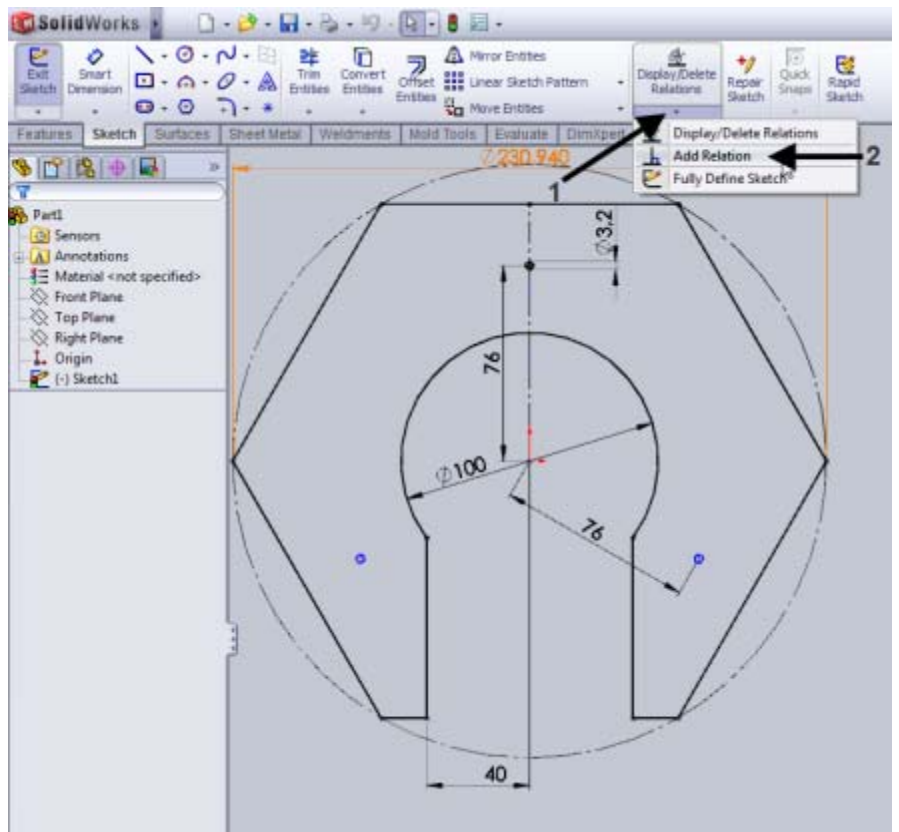 SolidWorks
Exit Sketch
Smart Dimension
Trim Entities
Convert Entities
Offset Entities
Mirror Entities
Linear Sketch Pattern
Move Entities
Display/Delete Relations
Repair Sketch
Quick Snaps
Rapid Sketch
Features Sketch Surfaces Sheet Metal Weldments Mold Tools Evaluate DimXpert
Display/Delete Relations
Add Relation
Fully Define Sketch
1
2
Part1
Sensors
Annotations
Material <not specified>
Front Plane
Top Plane
Right Plane
Origin
(-) Sketch1
∅230.940
∅3.2
76
∅100
76
40